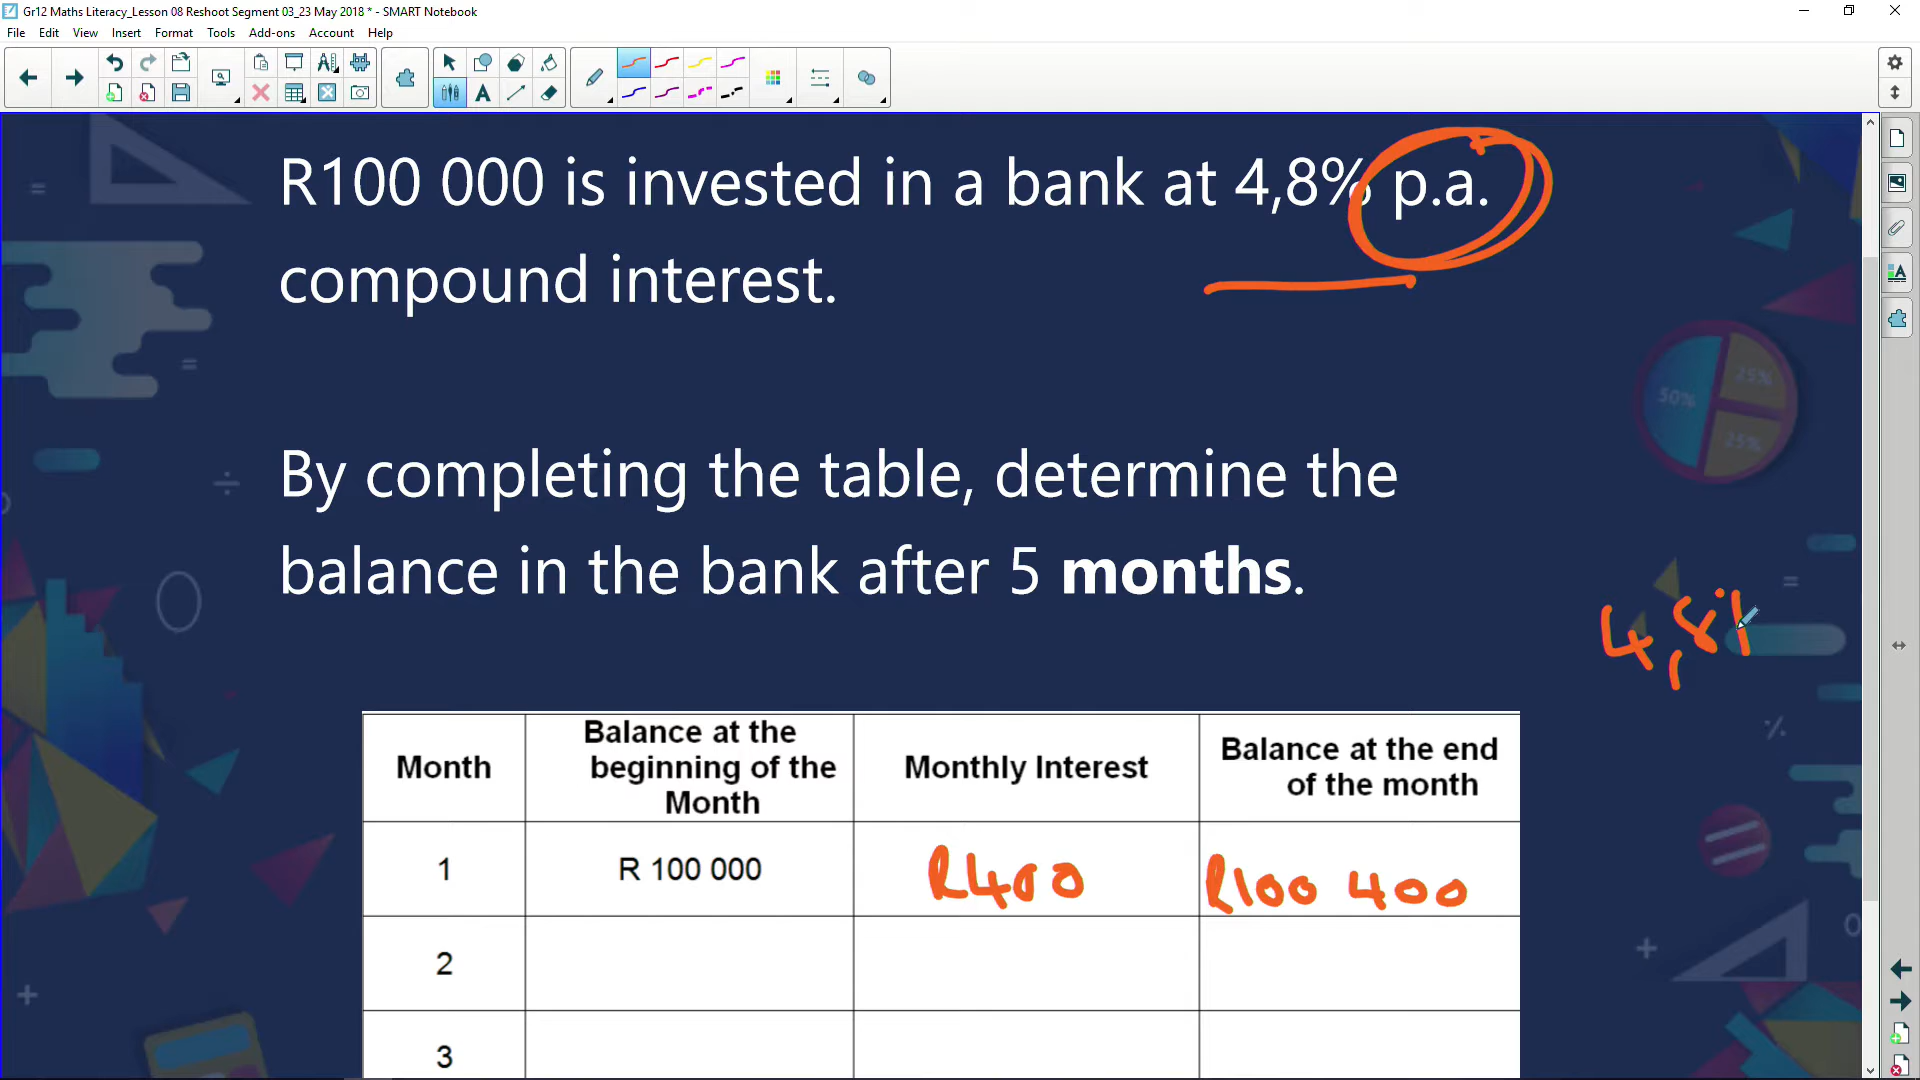 Gr12 Maths Literacy_Lesson 08 Reshoot Segment 03_23 May 2018 * - SMART Notebook
File Edit View Insert Format Tools Add-ons Account Help
R100 000 is invested in a bank at 4,8% p.a.
compound interest.
50%
25%
25%
By completing the table, determine the
balance in the bank after 5 months.
4,8%
Month
Balance at the
beginning of the
Month
Monthly Interest
Balance at the end
of the month
1 R 100 000 R400 R100 400
2
3